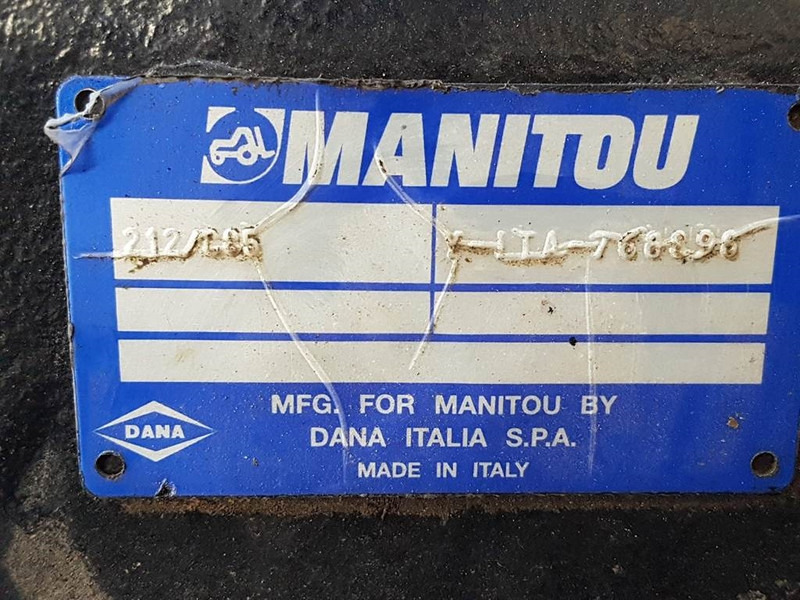 MANITOU
MFG. FOR MANITOU BY
DANA DANA ITALIA S.P.A.
MADE IN ITALY